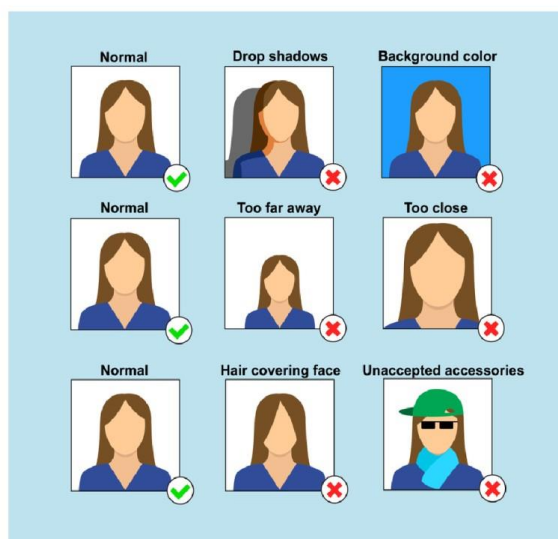 Normal
Drop shadows
Background color
Normal
Too far away
Too close
Normal
Hair covering face
Unaccepted accessories